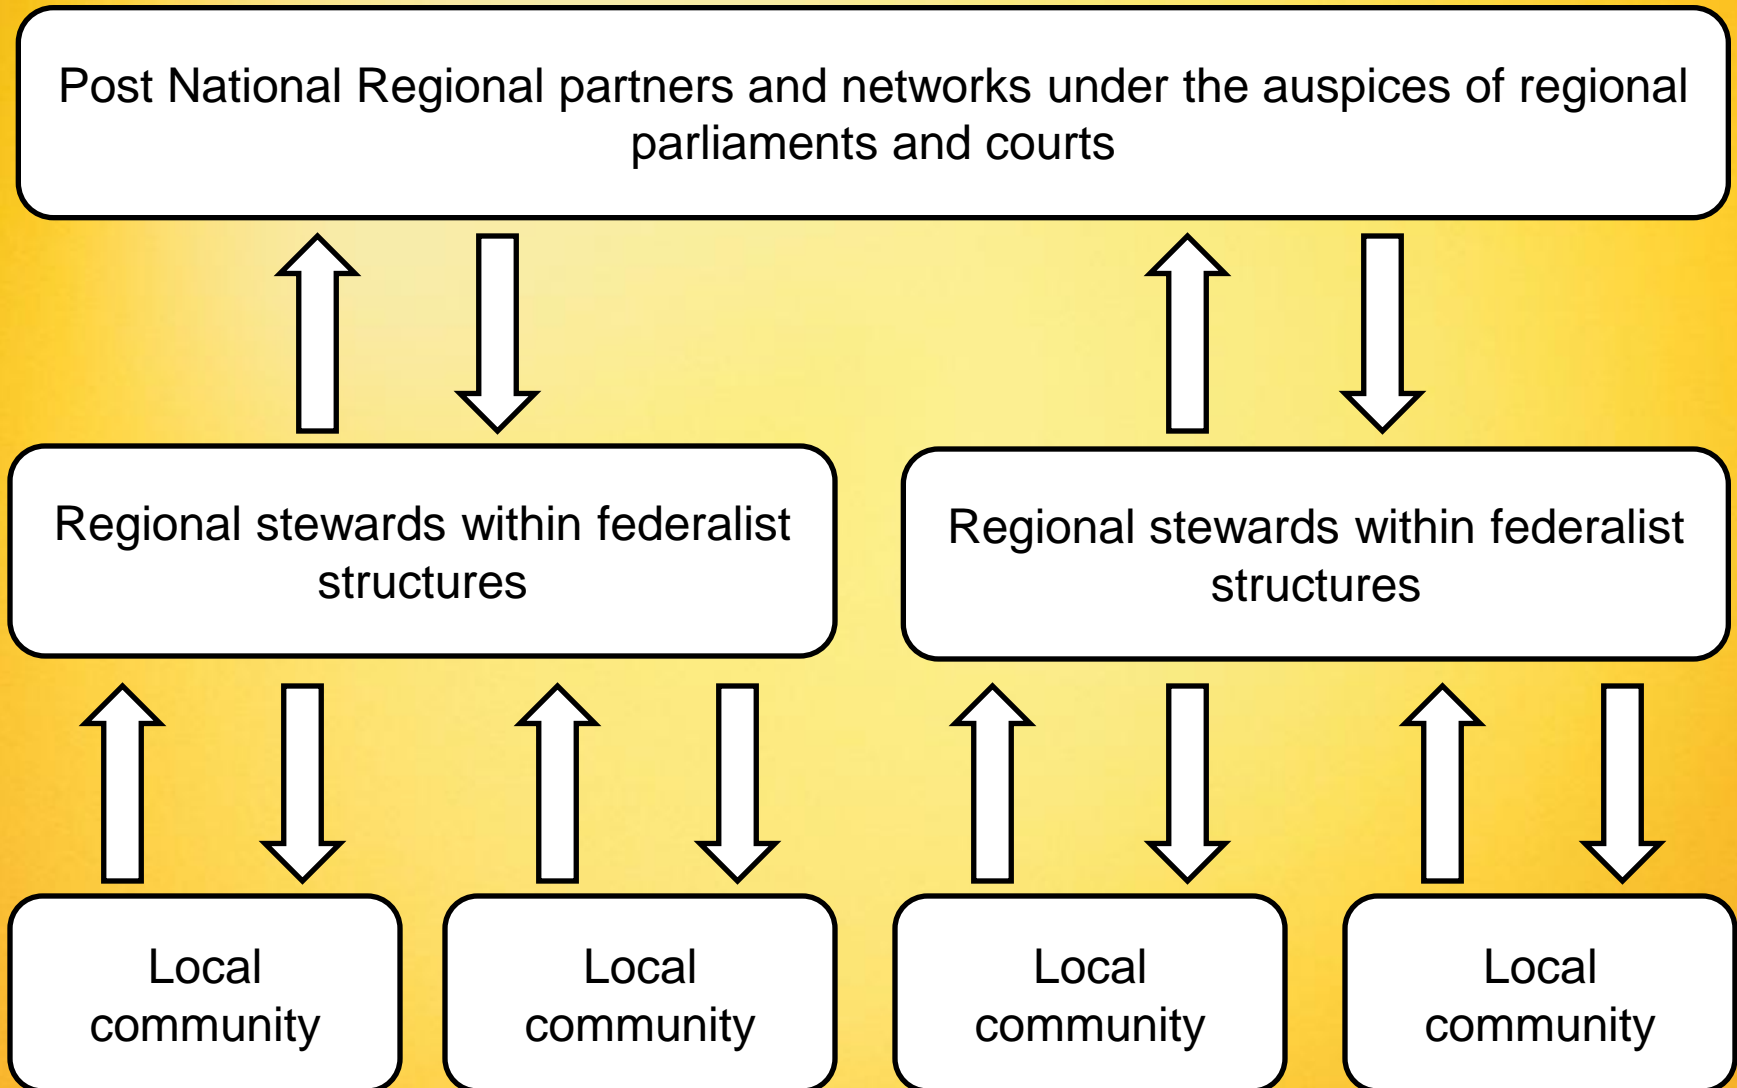 Post National Regional partners and networks under the auspices of regional
parliaments and courts
Regional stewards within federalist
structures
Regional stewards within federalist
structures
Local
community
Local
community
Local
community
Local
community